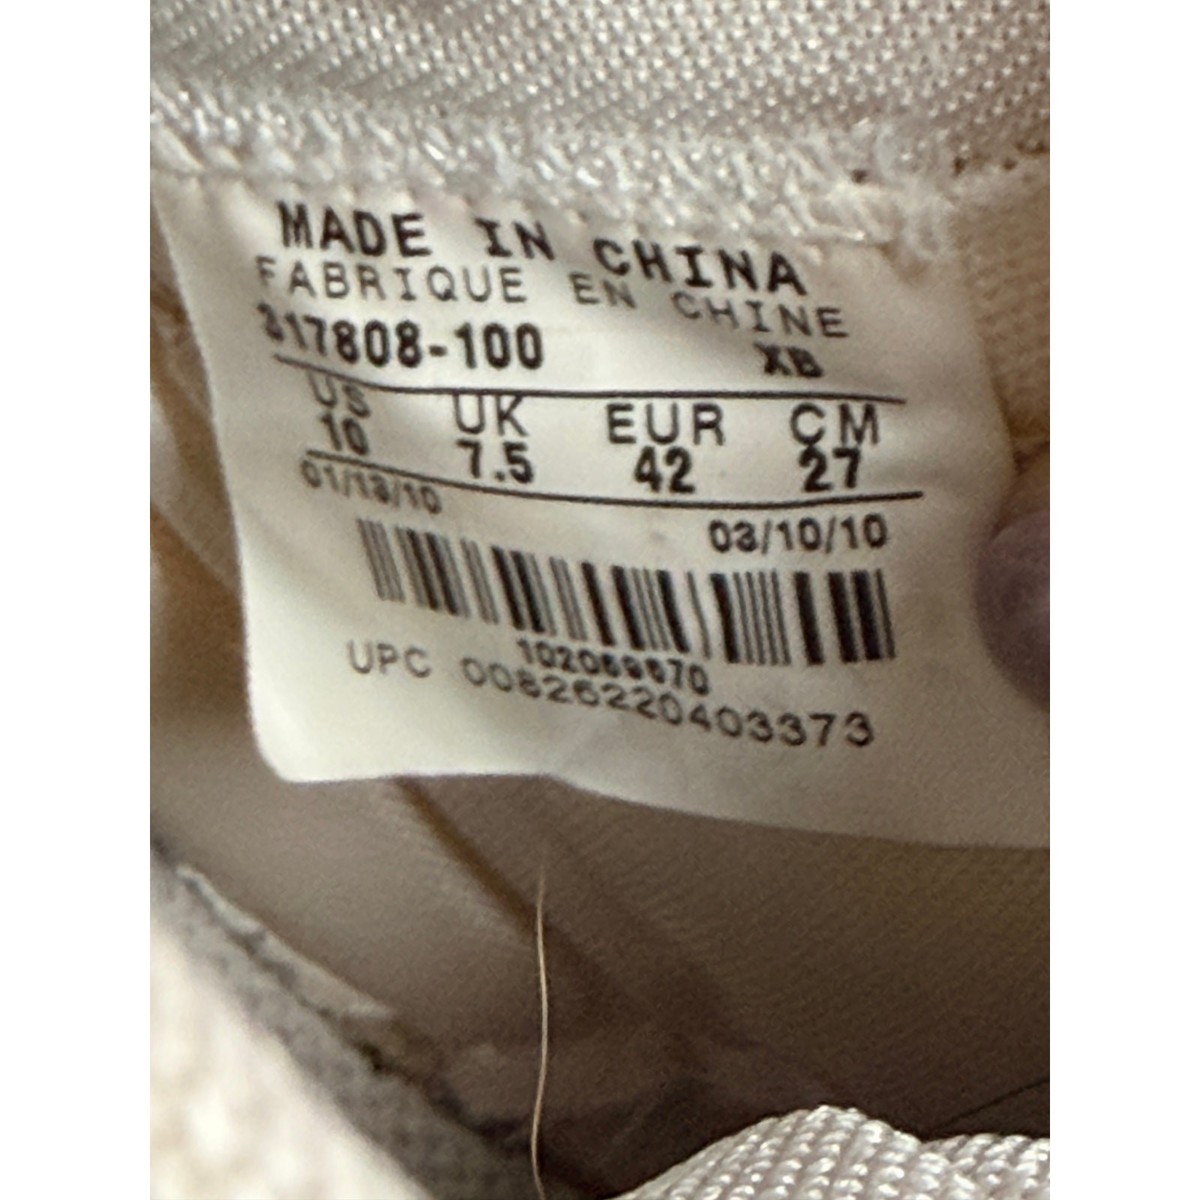 MADE IN CHINA
FABRIQUE EN CHINE
317808-100 XB
US UK EUR CM
10 7.5 42 27
01/13/10 03/10/10
102069670
UPC 00826220403373